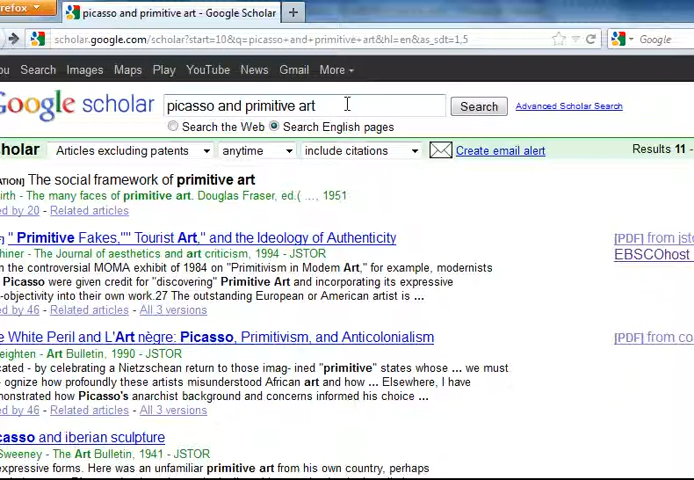 refox
picasso and primitive art - Google Scholar
scholar.google.com/scholar?start=10&q=picasso+and+primitive+art&hl=en&as_sdt=1,5
Google
ou Search Images Maps Play YouTube News Gmail More
Google scholar picasso and primitive art Search Advanced Scholar Search
Search the Web Search English pages
holar Articles excluding patents anytime include citations Create email alert Results 11 -
ATION] The social framework of primitive art
irth - The many faces of primitive art. Douglas Fraser, ed.( ..., 1951
ed by 20 - Related articles
F] " Primitive Fakes,"" Tourist Art," and the Ideology of Authenticity [PDF] from jsto
hiner - The Journal of aesthetics and art criticism, 1994 - JSTOR EBSCOhost
n the controversial MOMA exhibit of 1984 on "Primitivism in Modem Art," for example, modernists
Picasso were given credit for "discovering" Primitive Art and incorporating its expressive
-objectivity into their own work.27 The outstanding European or American artist is ...
ed by 46 - Related articles - All 3 versions
e White Peril and L'Art nègre: Picasso, Primitivism, and Anticolonialism [PDF] from co
eighten - Art Bulletin, 1990 - JSTOR
cated - by celebrating a Nietzschean return to those imag- ined "primitive" states whose ... we must
ognize how profoundly these artists misunderstood African art and how ... Elsewhere, I have
monstrated how Picasso's anarchist background and concerns informed his choice ...
ed by 46 - Related articles - All 3 versions
casso and iberian sculpture
Sweeney - The Art Bulletin, 1941 - JSTOR
expressive forms. Here was an unfamiliar primitive art from his own country, perhaps